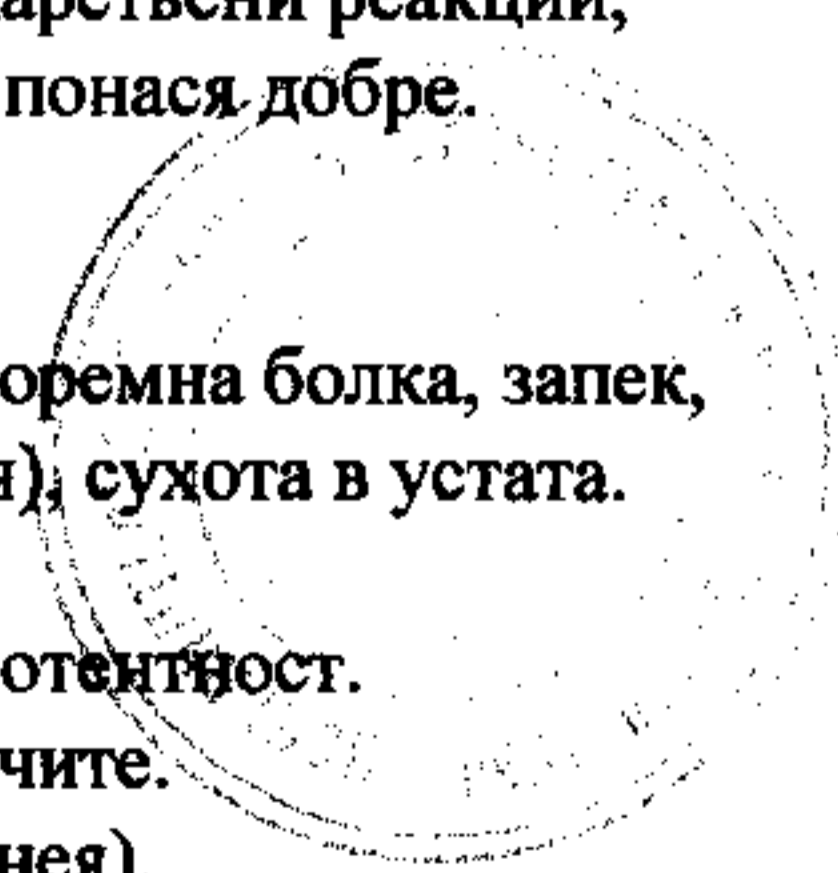 арствени реакции,
понася добре.
оремна болка, запек,
я), сухота в устата.
отентност.
чите.
нея)